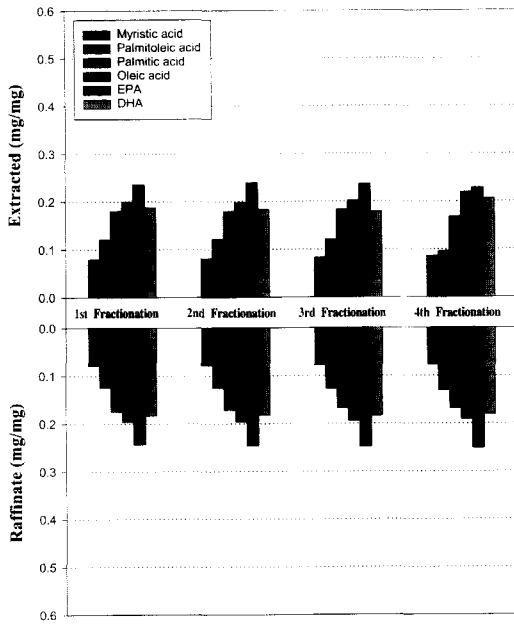 0.6
0.5
0.4
0.3
0.2
0.1
0.0
Extracted (mg/mg)
Myristic acid
Palmitoleic acid
Palmitic acid
Oleic acid
EPA
DHA
1st Fractionation 2nd Fractionation 3rd Fractionation 4th Fractionation
0.0
0.1
0.2
0.3
0.4
0.5
0.6
Raffinate (mg/mg)